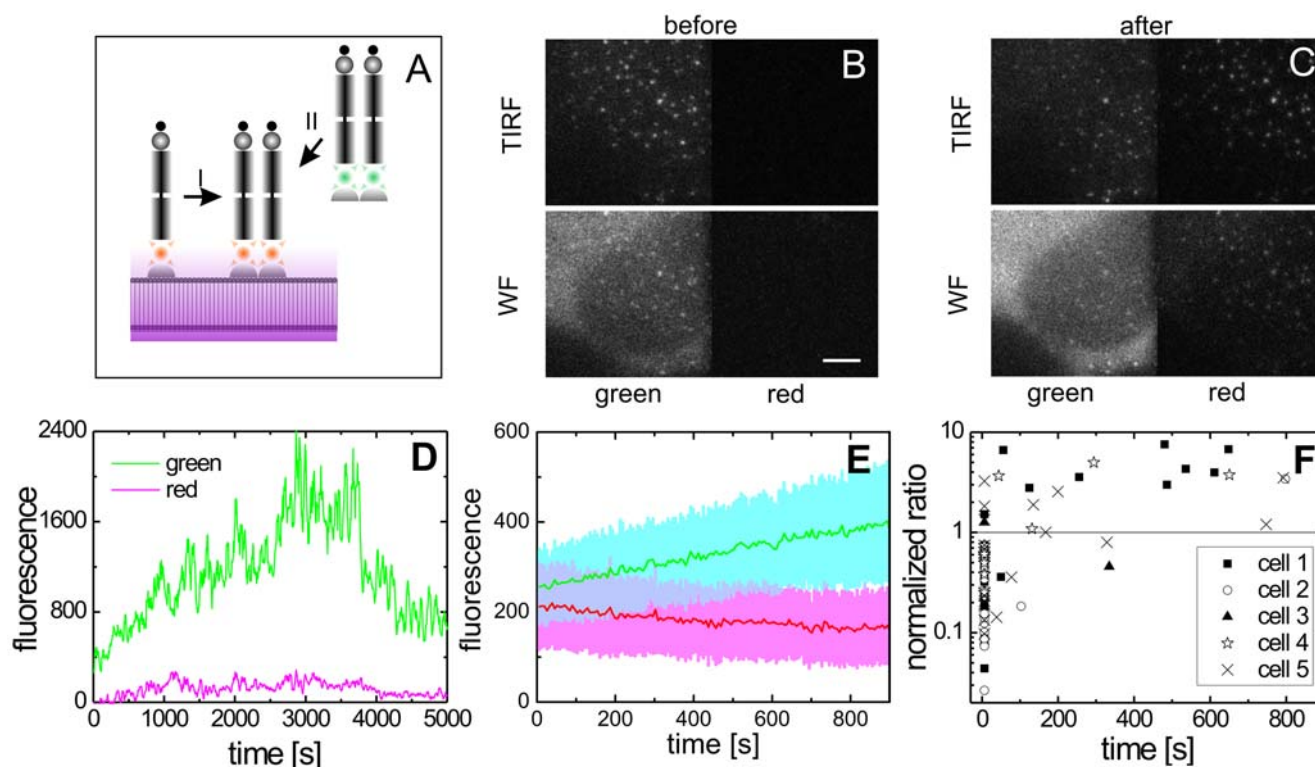 A
I
II
before
B
TIRF
WF
green red
after
C
TIRF
WF
green red
D
green
red
fluorescence
2400
1600
800
0
0 1000 2000 3000 4000 5000
time [s]
E
fluorescence
600
400
200
0
0 200 400 600 800
time [s]
F
normalized ratio
10
1
0.1
cell 1
cell 2
cell 3
cell 4
cell 5
0 200 400 600 800
time [s]